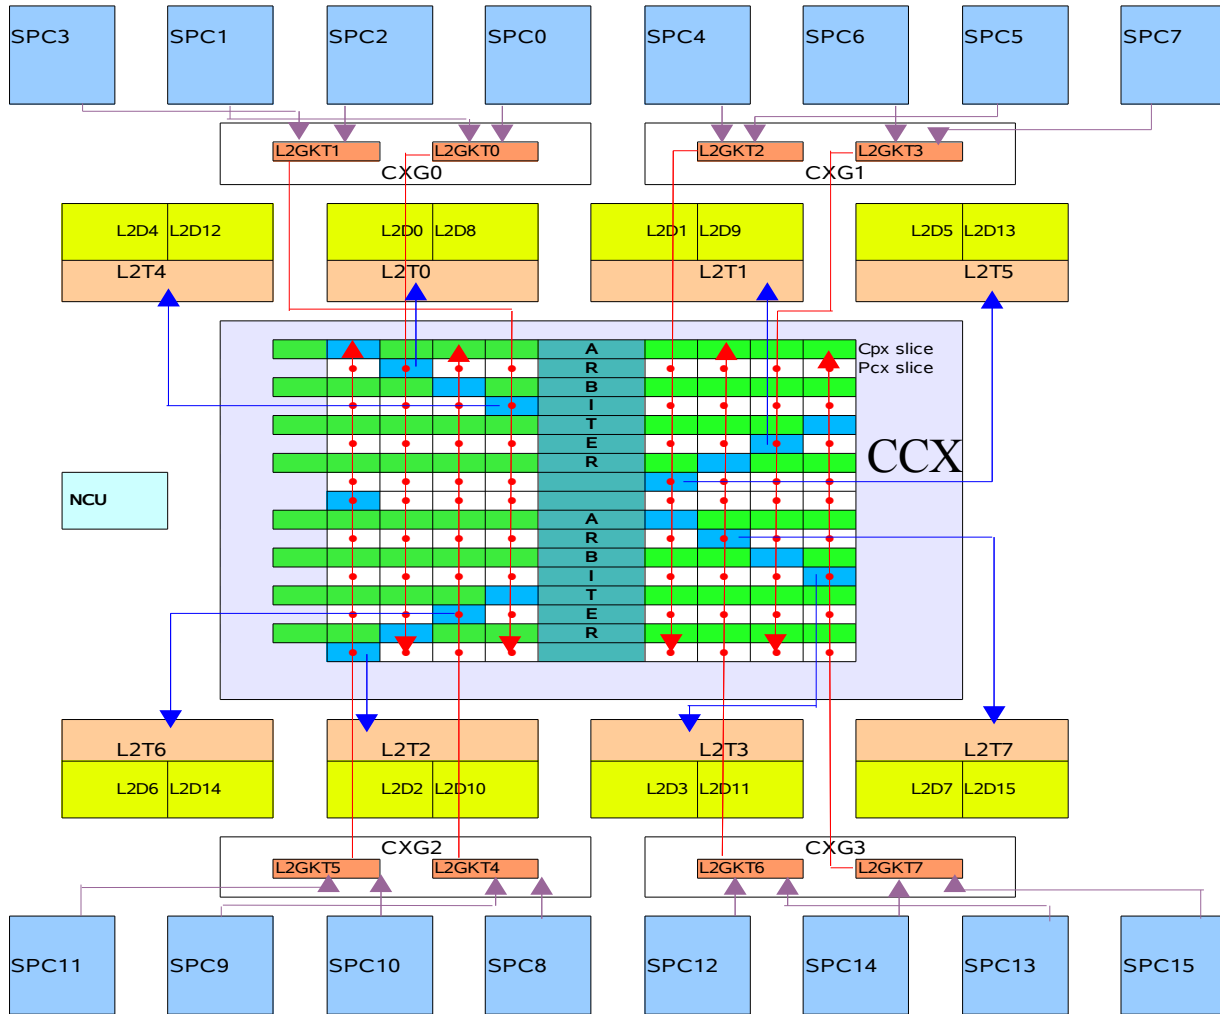 SPC3 SPC1 SPC2 SPC0 SPC4 SPC6 SPC5 SPC7
L2GKT1 L2GKT0 L2GKT2 L2GKT3
CXG0 CXG1
L2D4 L2D12 L2D0 L2D8 L2D1 L2D9 L2D5 L2D13
L2T4 L2T0 L2T1 L2T5
A Cpx slice
R Pcx slice
B
I
T
E
R
CCX
NCU
A
R
B
I
T
E
R
L2T6 L2T2 L2T3 L2T7
L2D6 L2D14 L2D2 L2D10 L2D3 L2D11 L2D7 L2D15
CXG2 CXG3
L2GKT5 L2GKT4 L2GKT6 L2GKT7
SPC11 SPC9 SPC10 SPC8 SPC12 SPC14 SPC13 SPC15